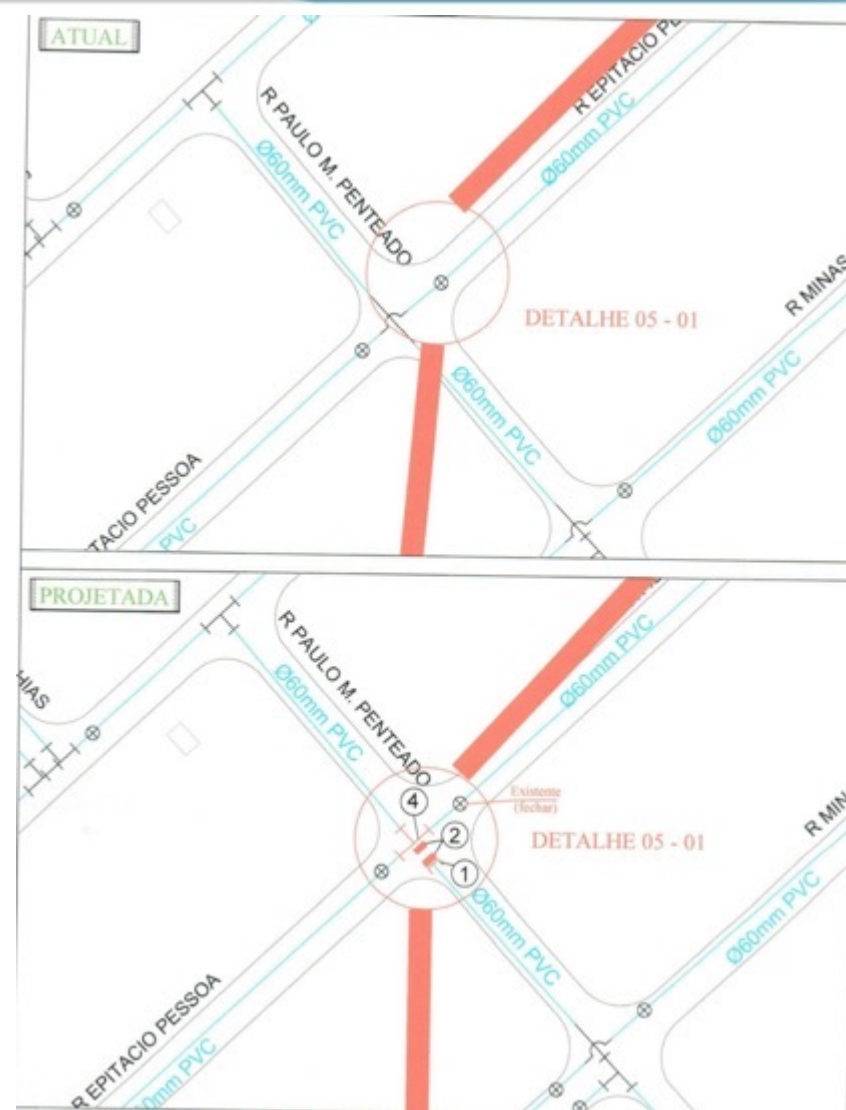 ATUAL
R PAULO M. PENTEADO
Ø60mm PVC
R EPITACIO PE
Ø60mm PVC
DETALHE 05 - 01
R MINAS
Ø60mm PVC
Ø60mm PVC
TACIO PESSOA
PVC
PROJETADA
HIAS
R PAULO M. PENTEADO
Ø60mm PVC
Ø60mm PVC
Existente
(fechar)
DETALHE 05 - 01
4
2
1
R MIN
Ø60mm PVC
Ø60mm PVC
R EPITACIO PESSOA
0mm PVC